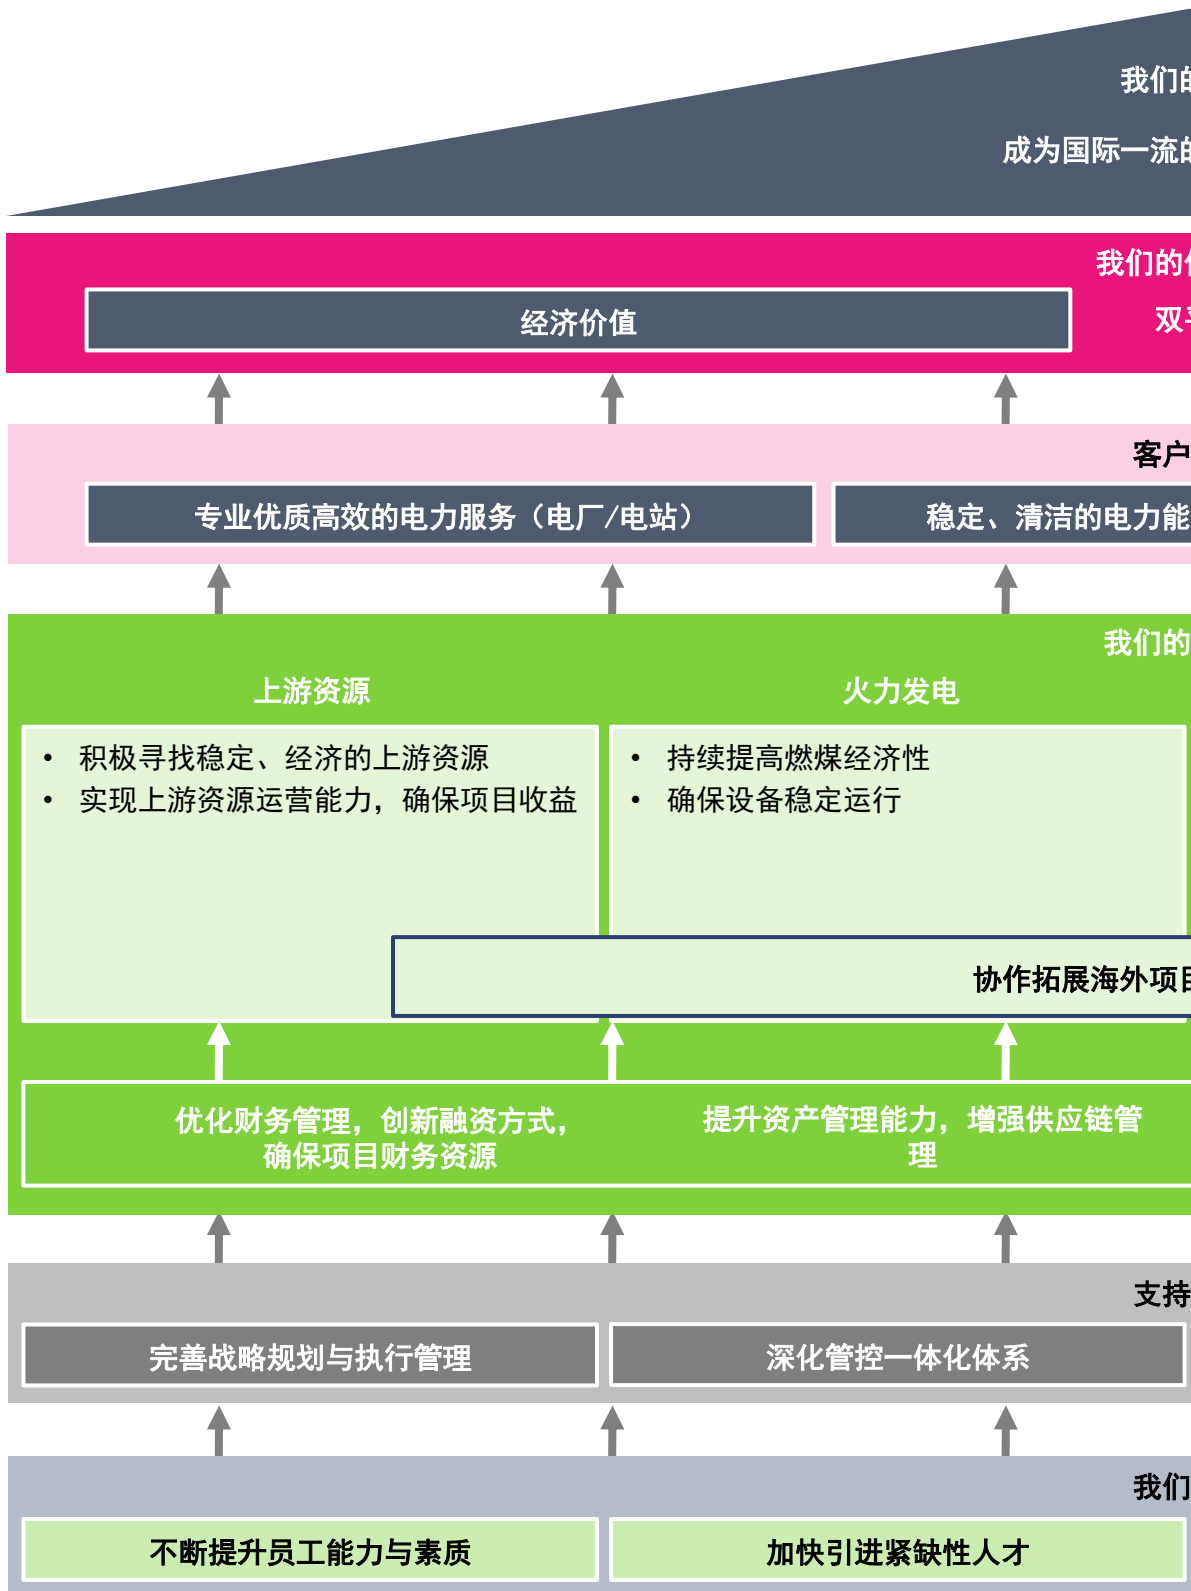 我们的
成为国际一流的
我们的
经济价值
双
客户
专业优质高效的电力服务（电厂/电站）
稳定、清洁的电力能
我们的
上游资源
火力发电
• 积极寻找稳定、经济的上游资源
• 实现上游资源运营能力，确保项目收益
• 持续提高燃煤经济性
• 确保设备稳定运行
协作拓展海外项目
优化财务管理，创新融资方式，
确保项目财务资源
提升资产管理能力，增强供应链管
理
支持
完善战略规划与执行管理
深化管控一体化体系
我们
不断提升员工能力与素质
加快引进紧缺性人才